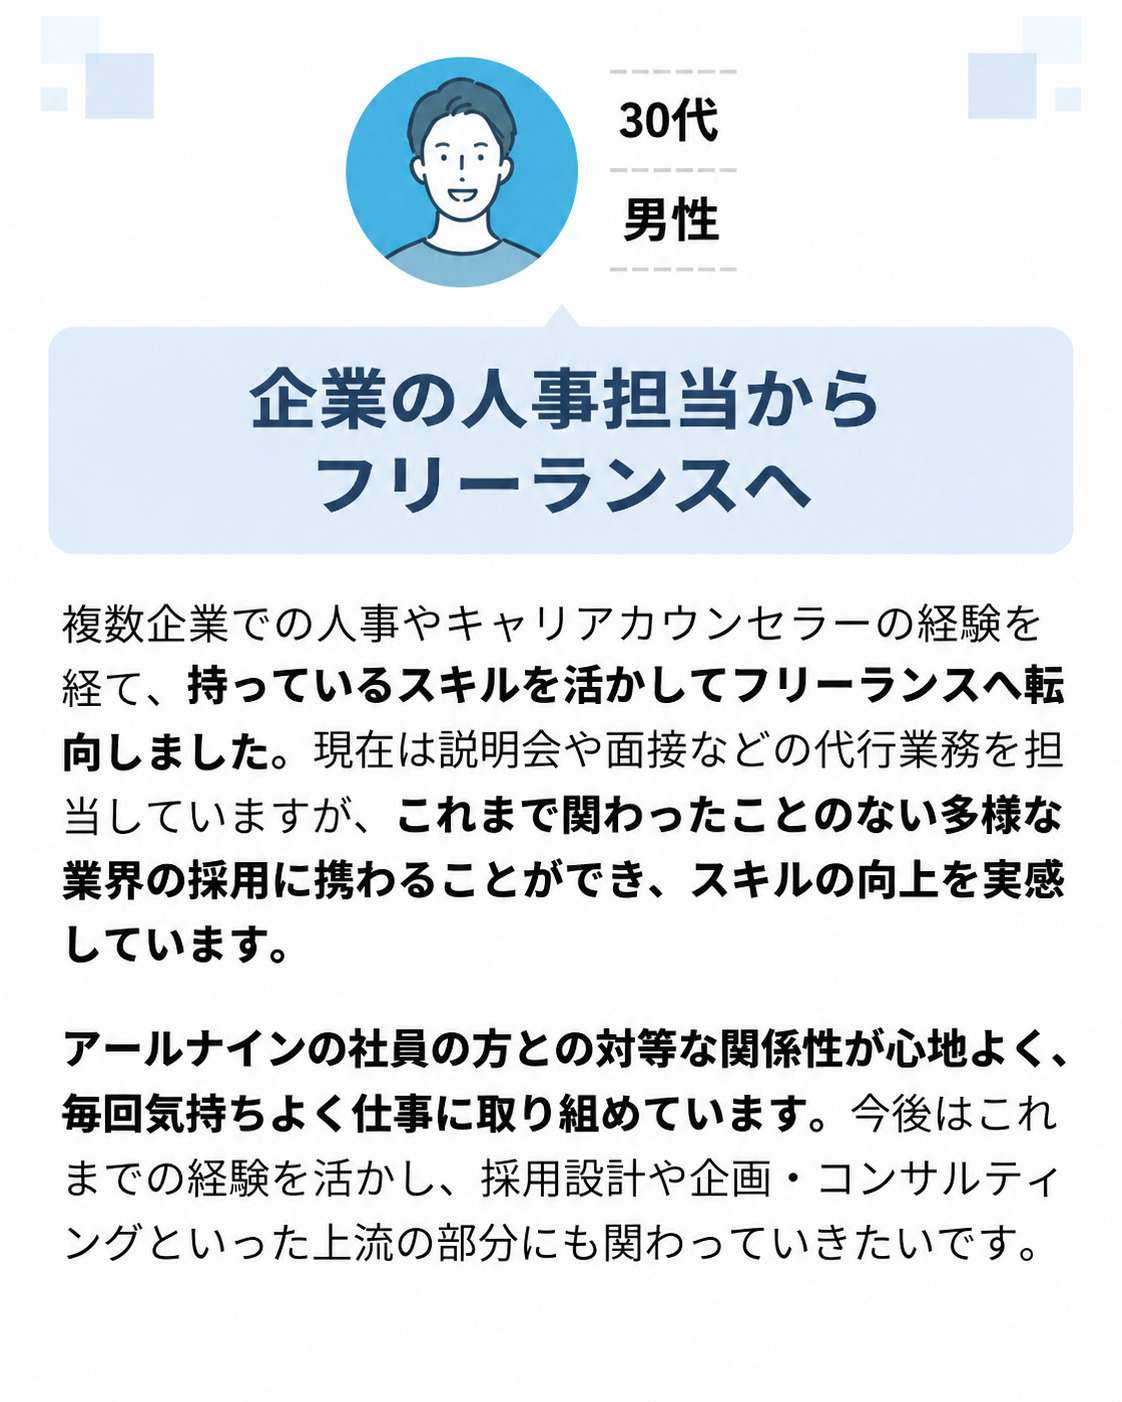 30代
男性
企業の人事担当から
フリーランスへ
複数企業での人事やキャリアカウンセラーの経験を
経て、持っているスキルを活かしてフリーランスへ転
向しました。現在は説明会や面接などの代行業務を担
当していますが、これまで関わったことのない多様な
業界の採用に携わることができ、スキルの向上を実感
しています。
アールナインの社員の方との対等な関係性が心地よく、
毎回気持ちよく仕事に取り組めています。今後はこれ
までの経験を活かし、採用設計や企画・コンサルティ
ングといった上流の部分にも関わっていきたいです。